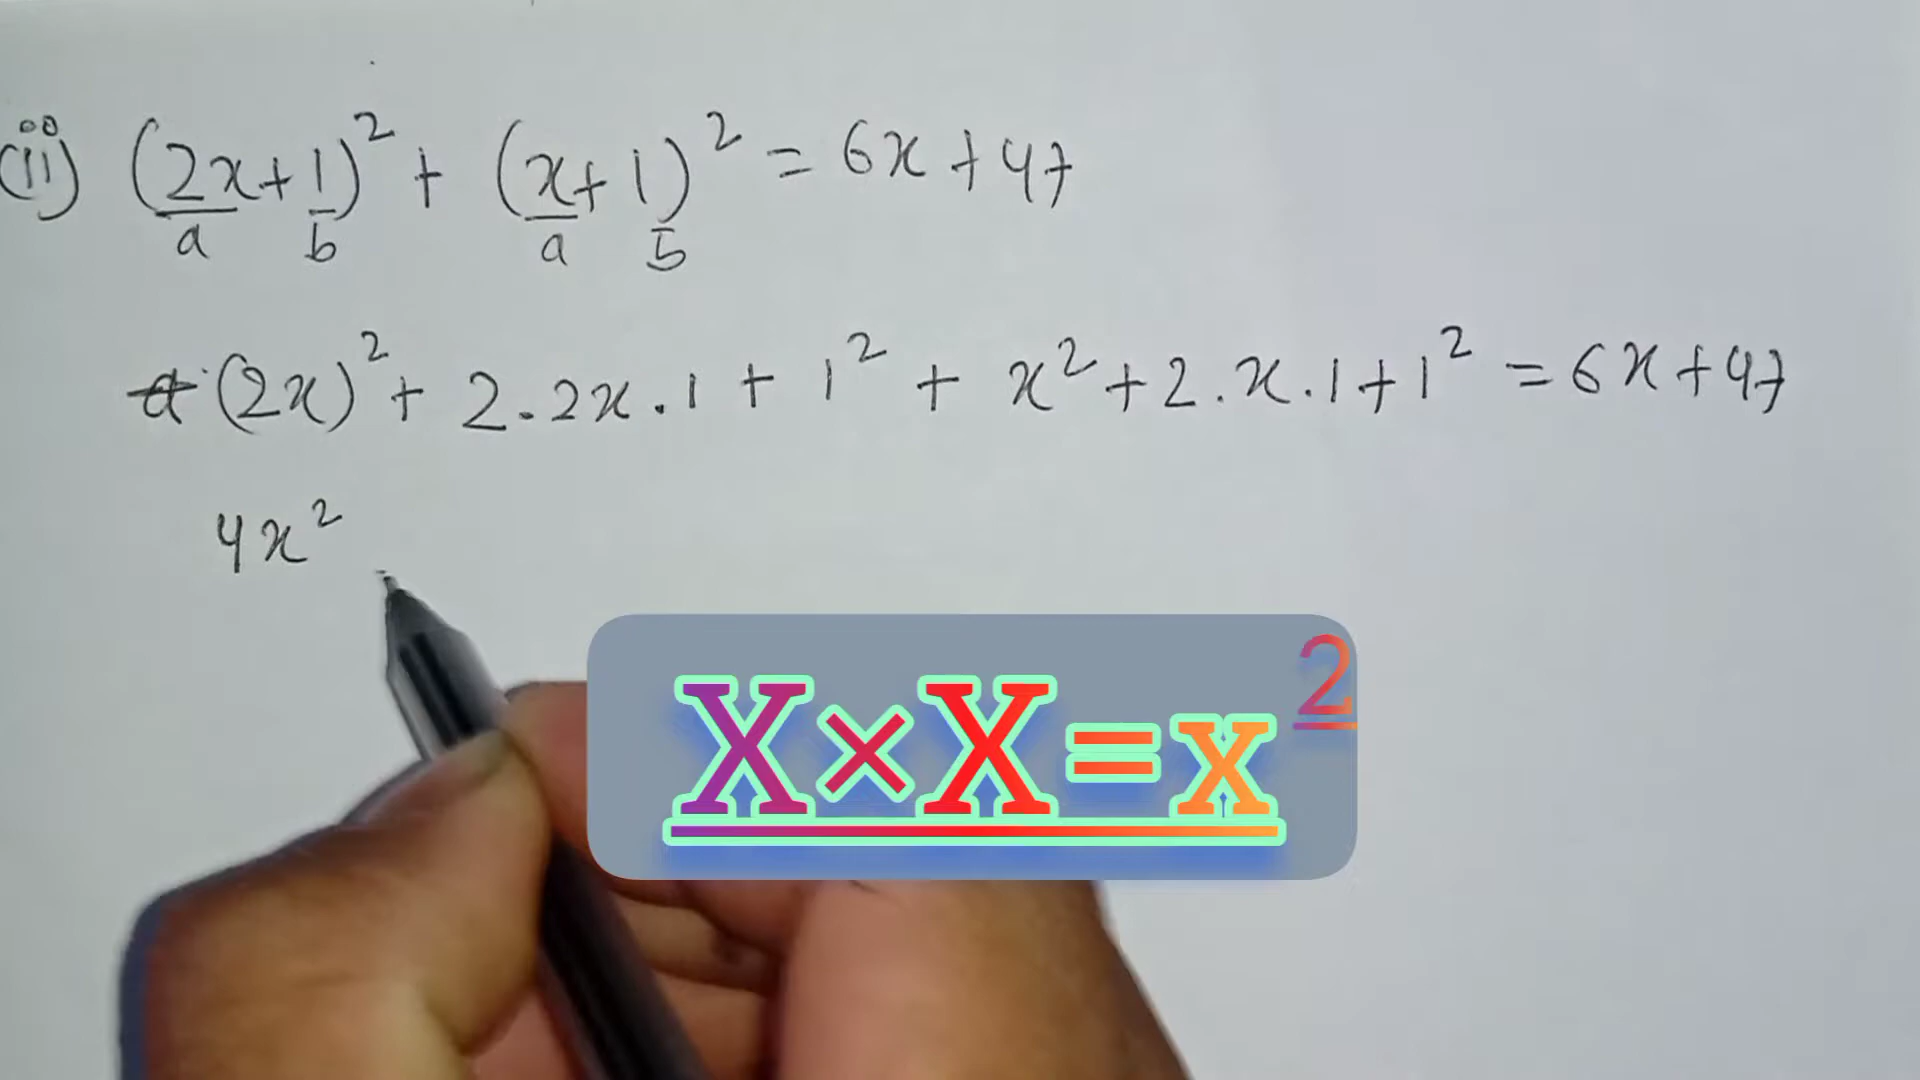 (ii) (2x+1)² + (x+1)² = 6x+47
a b a b
(2x)² + 2.2x.1 + 1² + x² + 2.x.1 + 1² = 6x+47
4x²
X×X=x²